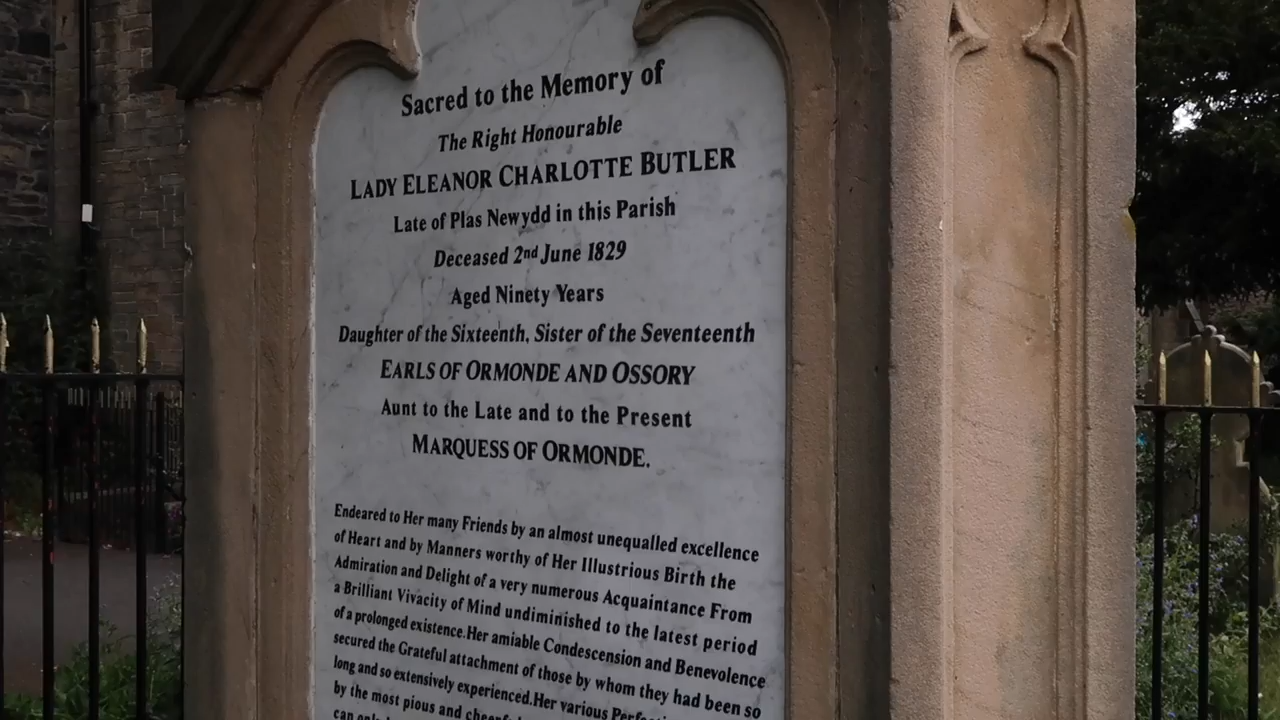 Sacred to the Memory of
The Right Honourable
LADY ELEANOR CHARLOTTE BUTLER
Late of Plas Newydd in this Parish
Deceased 2nd June 1829
Aged Ninety Years
Daughter of the Sixteenth, Sister of the Seventeenth
EARLS OF ORMONDE AND OSSORY
Aunt to the Late and to the Present
MARQUESS OF ORMONDE.
Endeared to Her many Friends by an almost unequalled excellence
of Heart and by Manners worthy of Her Illustrious Birth the
Admiration and Delight of a very numerous Acquaintance From
a Brilliant Vivacity of Mind undiminished to the latest period
of a prolonged existence.Her amiable Condescension and Benevolence
secured the Grateful attachment of those by whom they had been so
long and so extensively experienced.Her various
by the most pious and
can